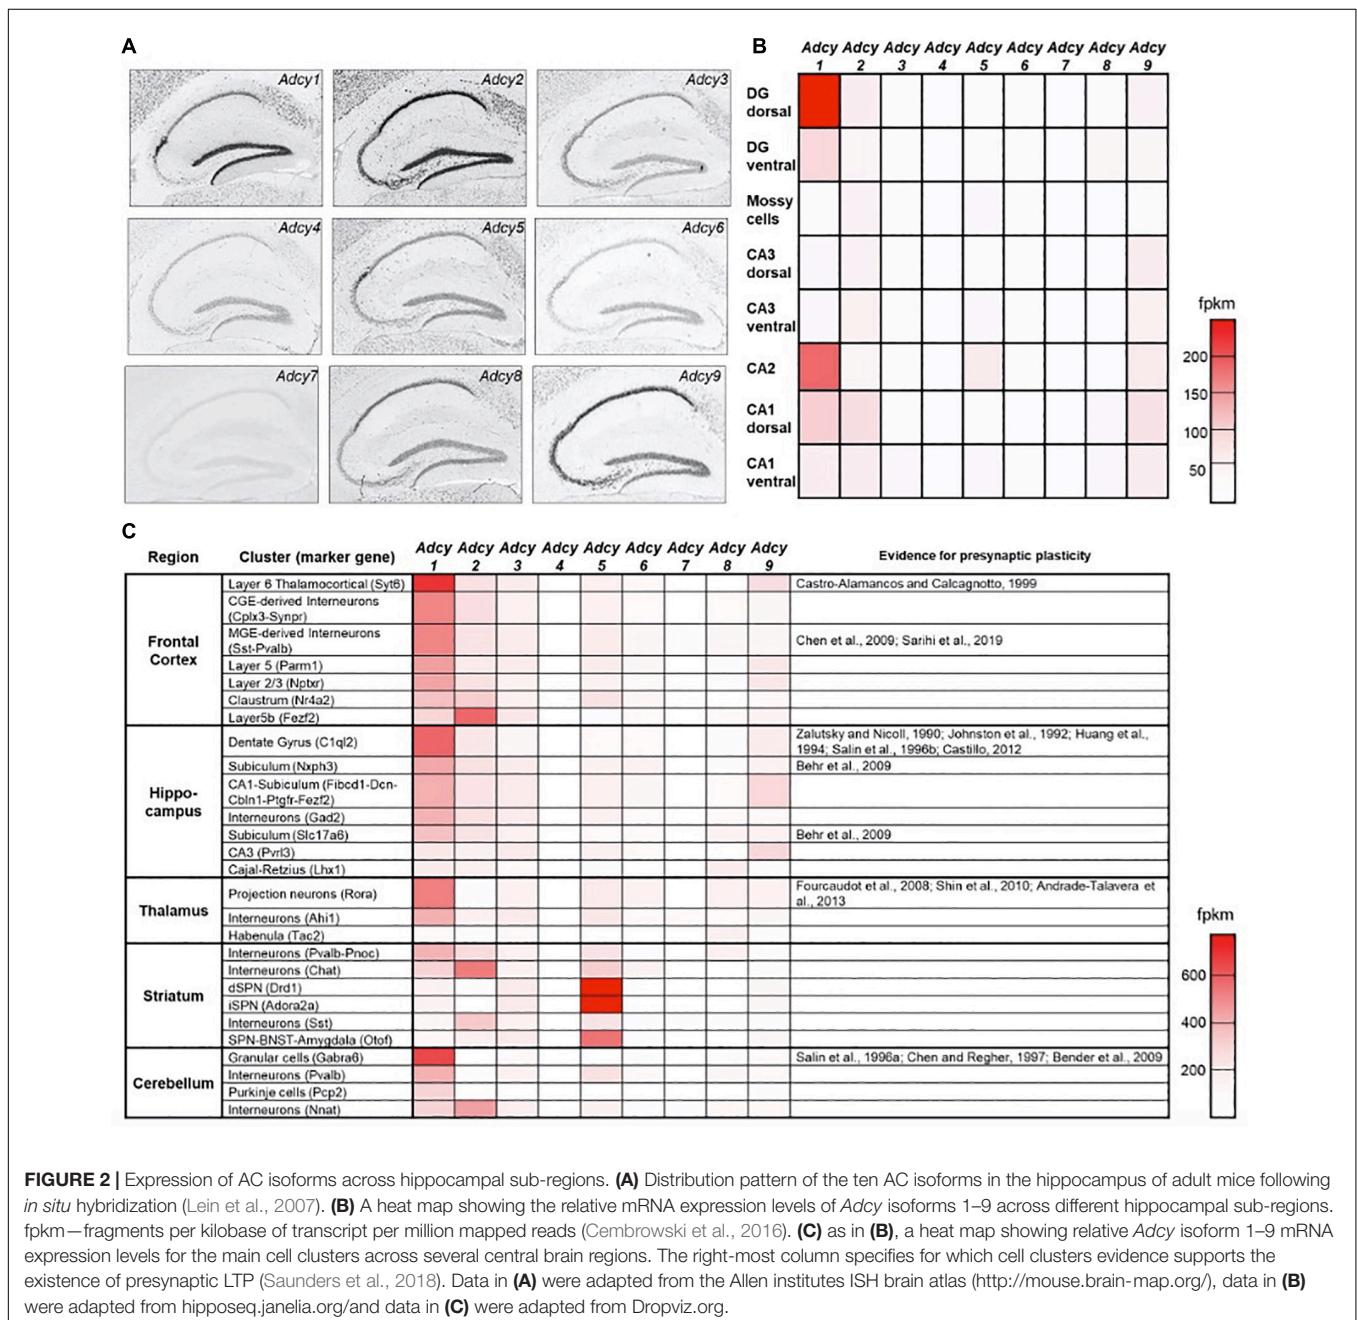 A
Adcy1
Adcy2
Adcy3
Adcy4
Adcy5
Adcy6
Adcy7
Adcy8
Adcy9
B
Adcy Adcy Adcy Adcy Adcy Adcy Adcy Adcy Adcy
1 2 3 4 5 6 7 8 9
DG
dorsal
DG
ventral
Mossy
cells
CA3
dorsal
CA3
ventral
CA2
CA1
dorsal
CA1
ventral
fpkm
200
150
100
50
C
Region Cluster (marker gene) Adcy Adcy Adcy Adcy Adcy Adcy Adcy Adcy Adcy Evidence for presynaptic plasticity
1 2 3 4 5 6 7 8 9
Frontal
Cortex
Layer 6 Thalamocortical (Syt6) Castro-Alamancos and Calcagnotto, 1999
CGE-derived Interneurons
(Cplx3-Synpr)
MGE-derived Interneurons
(Sst-Pvalb) Chen et al., 2009; Sarihi et al., 2019
Layer 5 (Parm1)
Layer 2/3 (Nptxr)
Claustrum (Nr4a2)
Layer5b (Fezf2)
Hippo-
campus
Dentate Gyrus (C1ql2) Zalutsky and Nicoll, 1990; Johnston et al., 1992; Huang et al.,
1994; Salin et al., 1996b; Castillo, 2012
Subiculum (Nxph3) Behr et al., 2009
CA1-Subiculum (Fibcd1-Dcn-
Cbln1-Ptgfr-Fezf2)
Interneurons (Gad2)
Subiculum (Slc17a6) Behr et al., 2009
CA3 (Pvrl3)
Cajal-Retzius (Lhx1)
Thalamus
Projection neurons (Rora) Fourcaudot et al., 2008; Shin et al., 2010; Andrade-Talavera et
al., 2013
Interneurons (Ahi1)
Habenula (Tac2)
Striatum
Interneurons (Pvalb-Pnoc)
Interneurons (Chat)
dSPN (Drd1)
iSPN (Adora2a)
Interneurons (Sst)
SPN-BNST-Amygdala (Otof)
Cerebellum
Granular cells (Gabra6) Salin et al., 1996a; Chen and Regher, 1997; Bender et al., 2009
Interneurons (Pvalb)
Purkinje cells (Pcp2)
Interneurons (Nnat)
fpkm
600
400
200
FIGURE 2 | Expression of AC isoforms across hippocampal sub-regions. (A) Distribution pattern of the ten AC isoforms in the hippocampus of adult mice following
in situ hybridization (Lein et al., 2007). (B) A heat map showing the relative mRNA expression levels of Adcy isoforms 1–9 across different hippocampal sub-regions.
fpkm—fragments per kilobase of transcript per million mapped reads (Cembrowski et al., 2016). (C) as in (B), a heat map showing relative Adcy isoform 1–9 mRNA
expression levels for the main cell clusters across several central brain regions. The right-most column specifies for which cell clusters evidence supports the
existence of presynaptic LTP (Saunders et al., 2018). Data in (A) were adapted from the Allen institutes ISH brain atlas (http://mouse.brain-map.org/), data in (B)
were adapted from hipposeq.janelia.org/and data in (C) were adapted from Dropviz.org.